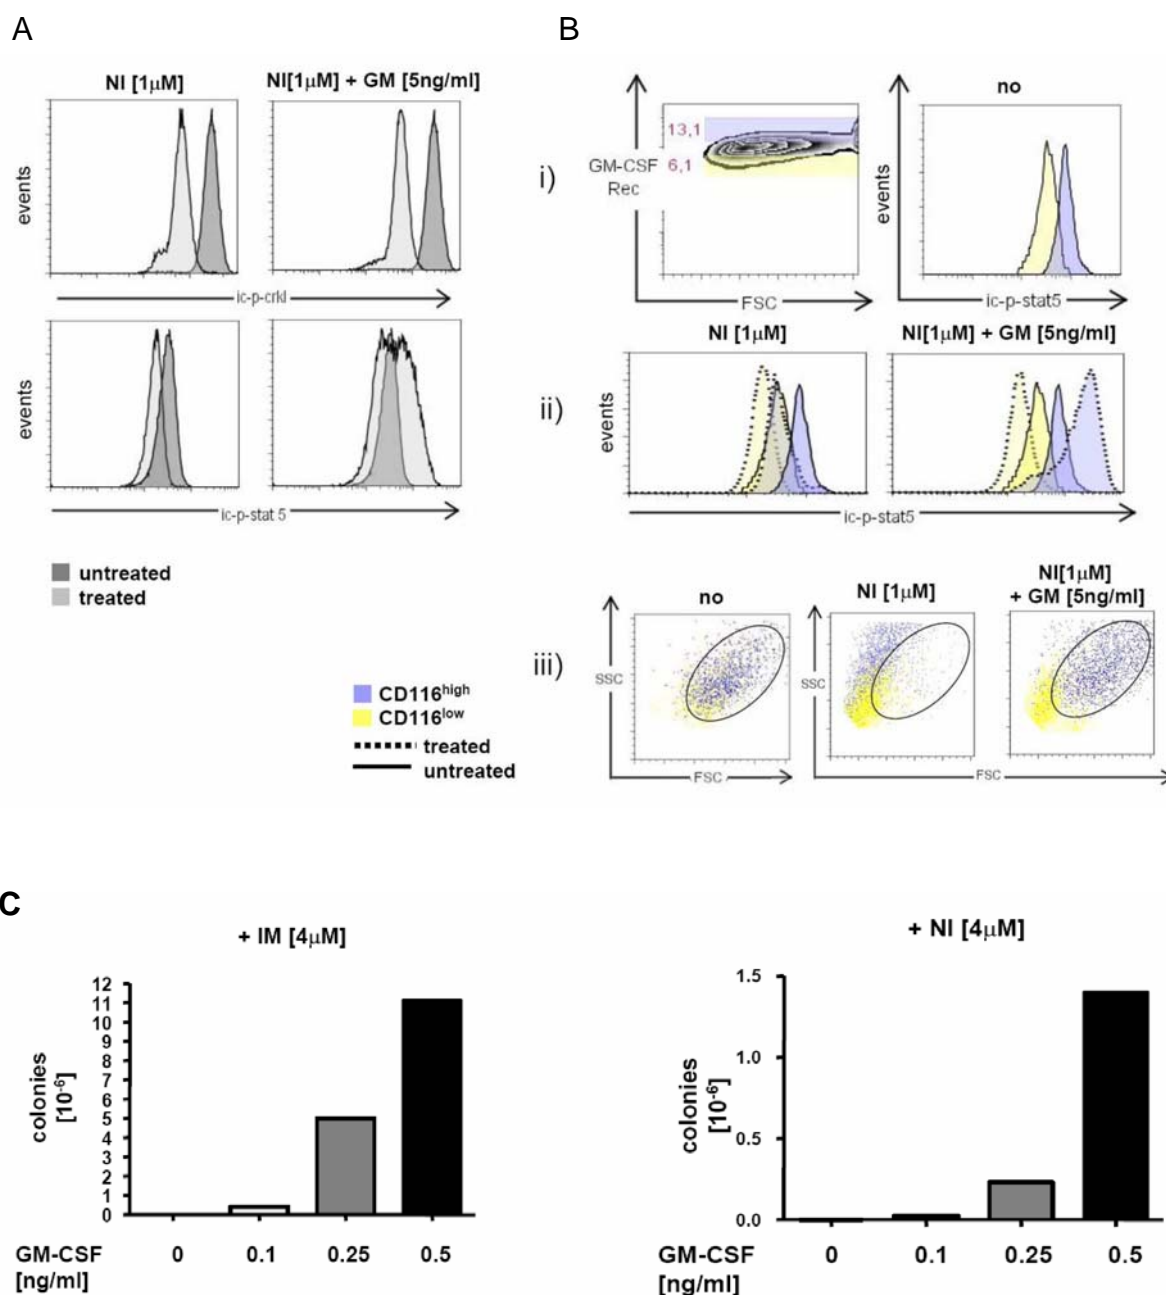 A
B
NI [1µM]
NI[1µM] + GM [5ng/ml]
events
ic-p-crkl
events
ic-p-stat 5
untreated
treated
i)
13,1
6,1
GM-CSF
Rec
FSC
no
events
ic-p-stat5
ii)
NI [1µM]
NI[1µM] + GM [5ng/ml]
events
ic-p-stat5
iii)
no
NI [1µM]
NI[1µM]
+ GM [5ng/ml]
SSC
FSC
SSC
FSC
CD116high
CD116low
treated
untreated
C
+ IM [4µM]
colonies
[10-6]
12
11
10
9
8
7
6
5
4
3
2
1
0
GM-CSF 0 0.1 0.25 0.5
[ng/ml]
+ NI [4µM]
colonies
[10-6]
1.5
1.0
0.5
0.0
GM-CSF 0 0.1 0.25 0.5
[ng/ml]